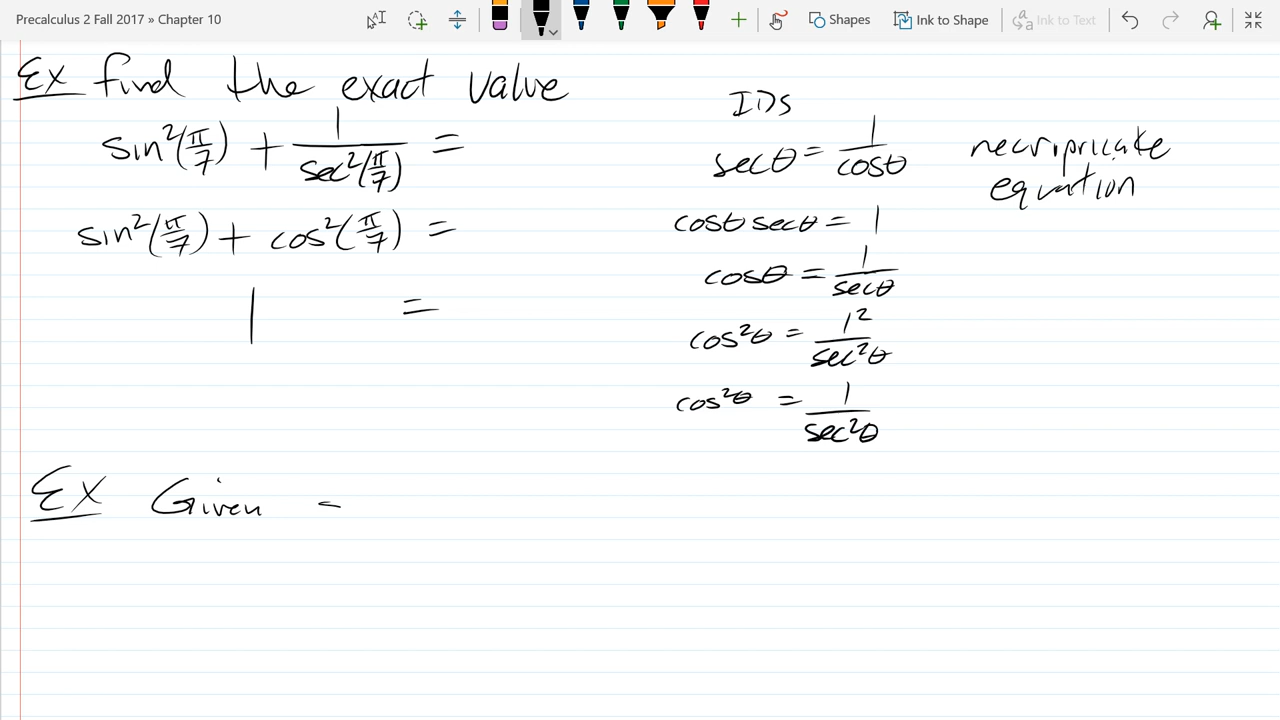 Precalculus 2 Fall 2017 » Chapter 10
Shapes
Ink to Shape
Ink to Text
Ex find the exact value
sin²(π/7) + 1/sec²(π/7) =
sin²(π/7) + cos²(π/7) =
1 =
IDS
secθ = 1/cosθ
cosθ secθ = 1
cosθ = 1/secθ
cos²θ = 1²/sec²θ
cos²θ = 1/sec²θ
equation
Ex Given